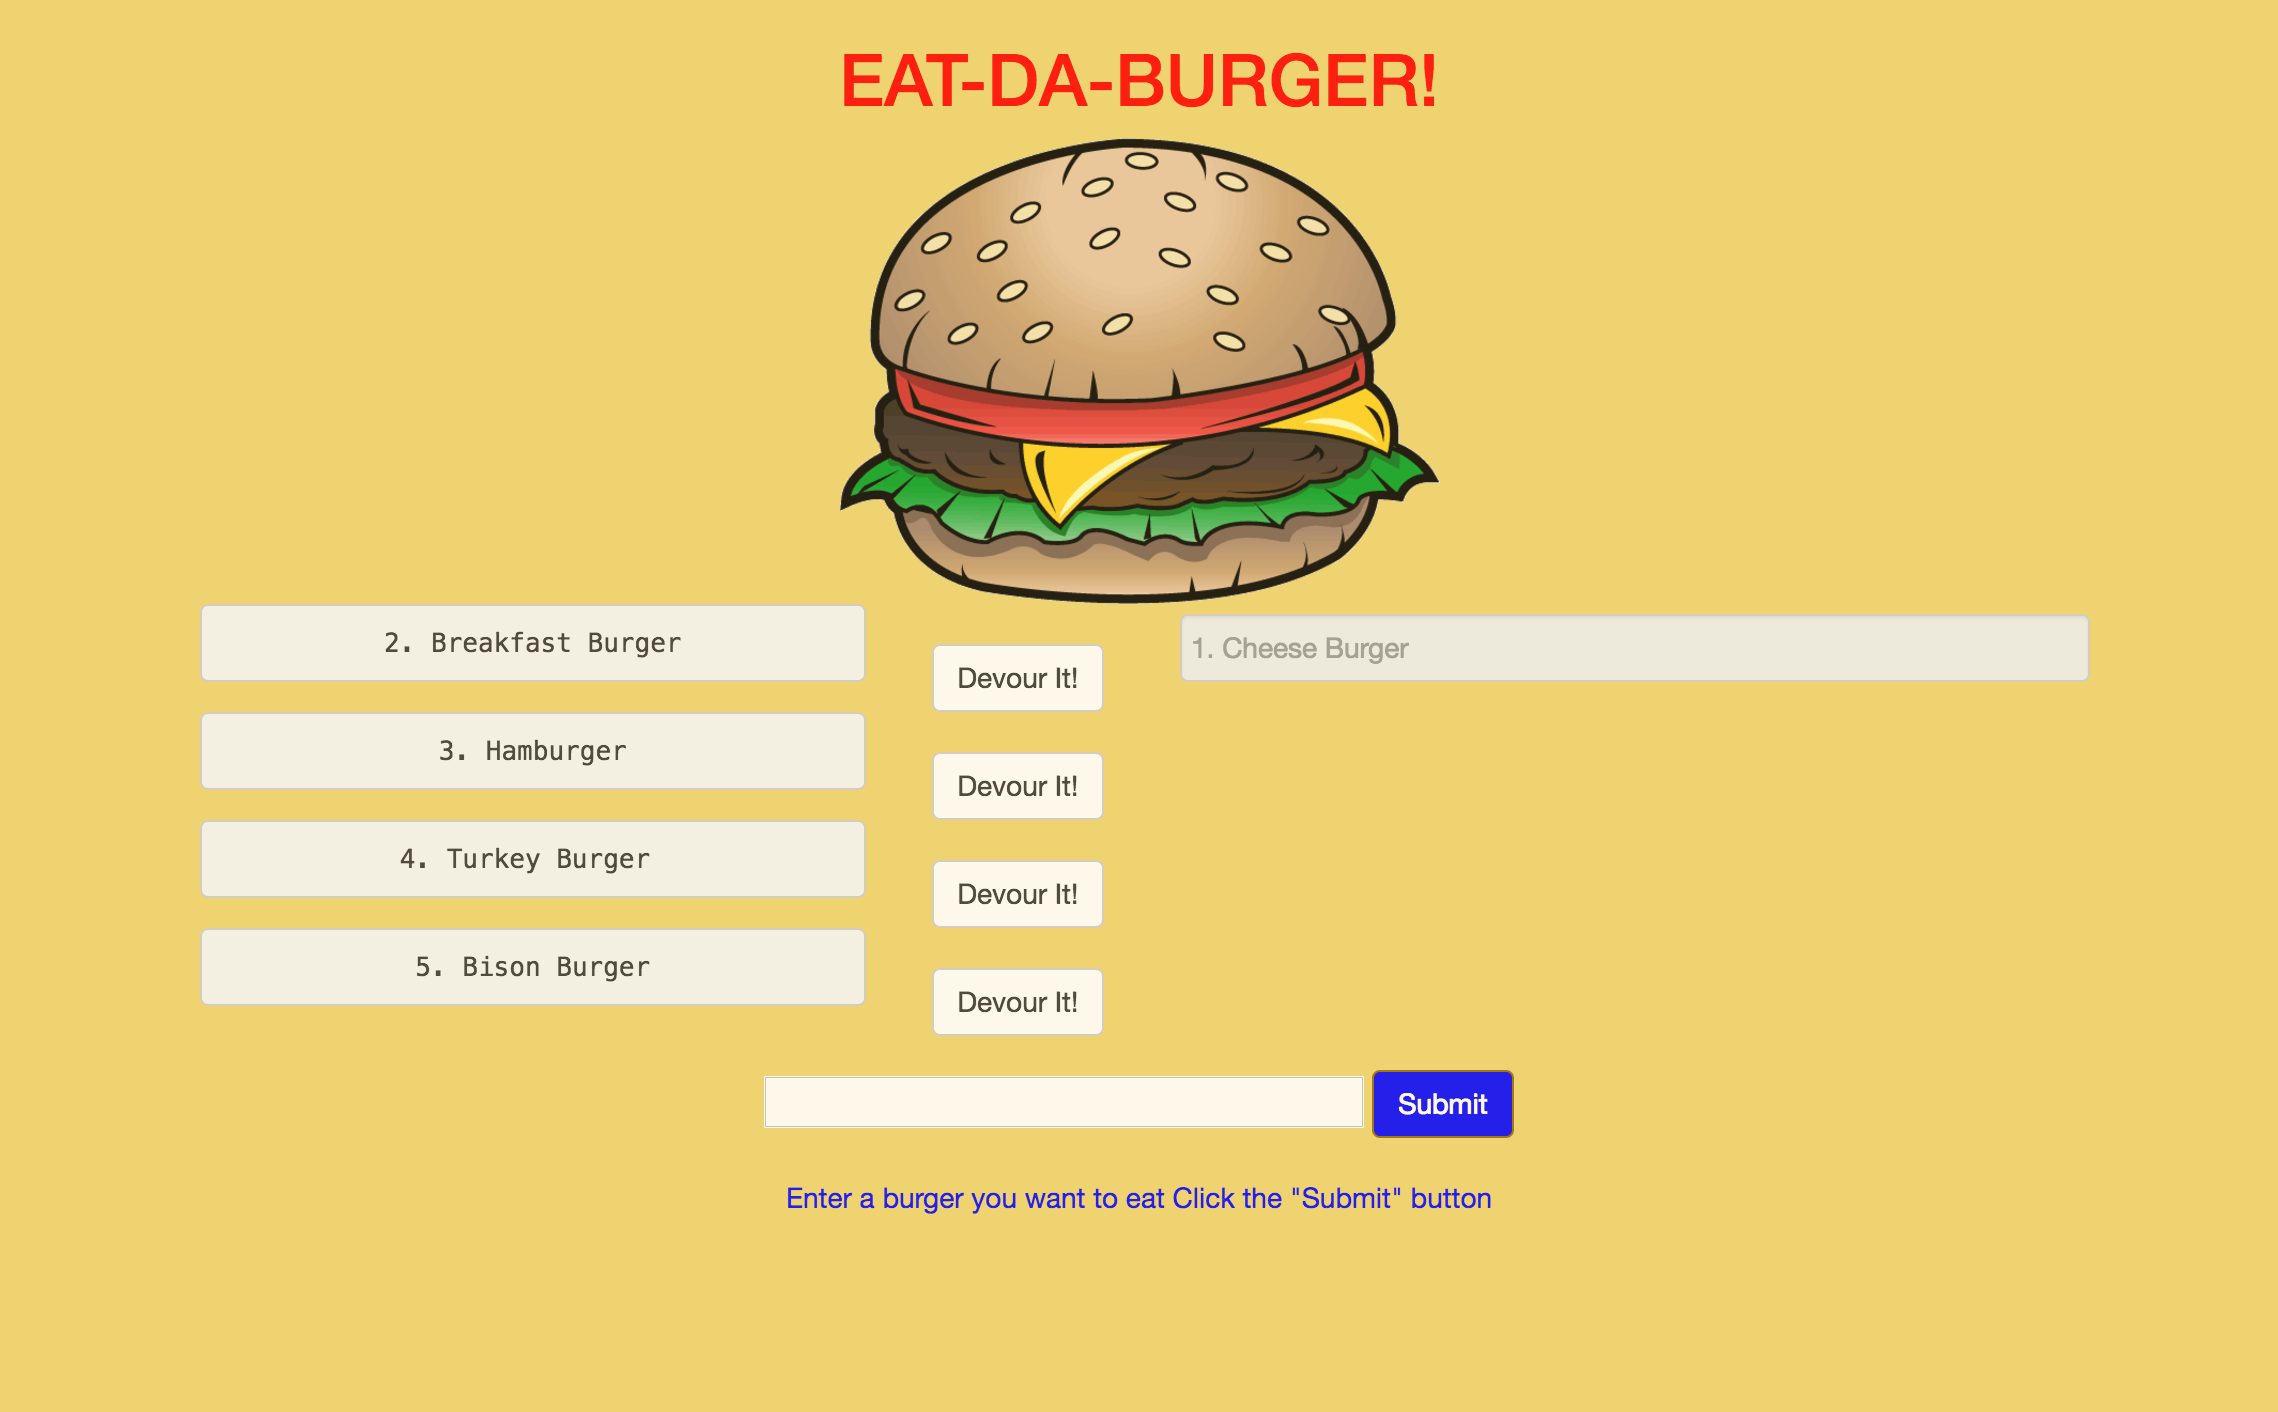 EAT-DA-BURGER!
2. Breakfast Burger
Devour It!
1. Cheese Burger
3. Hamburger
Devour It!
4. Turkey Burger
Devour It!
5. Bison Burger
Devour It!
Submit
Enter a burger you want to eat Click the "Submit" button